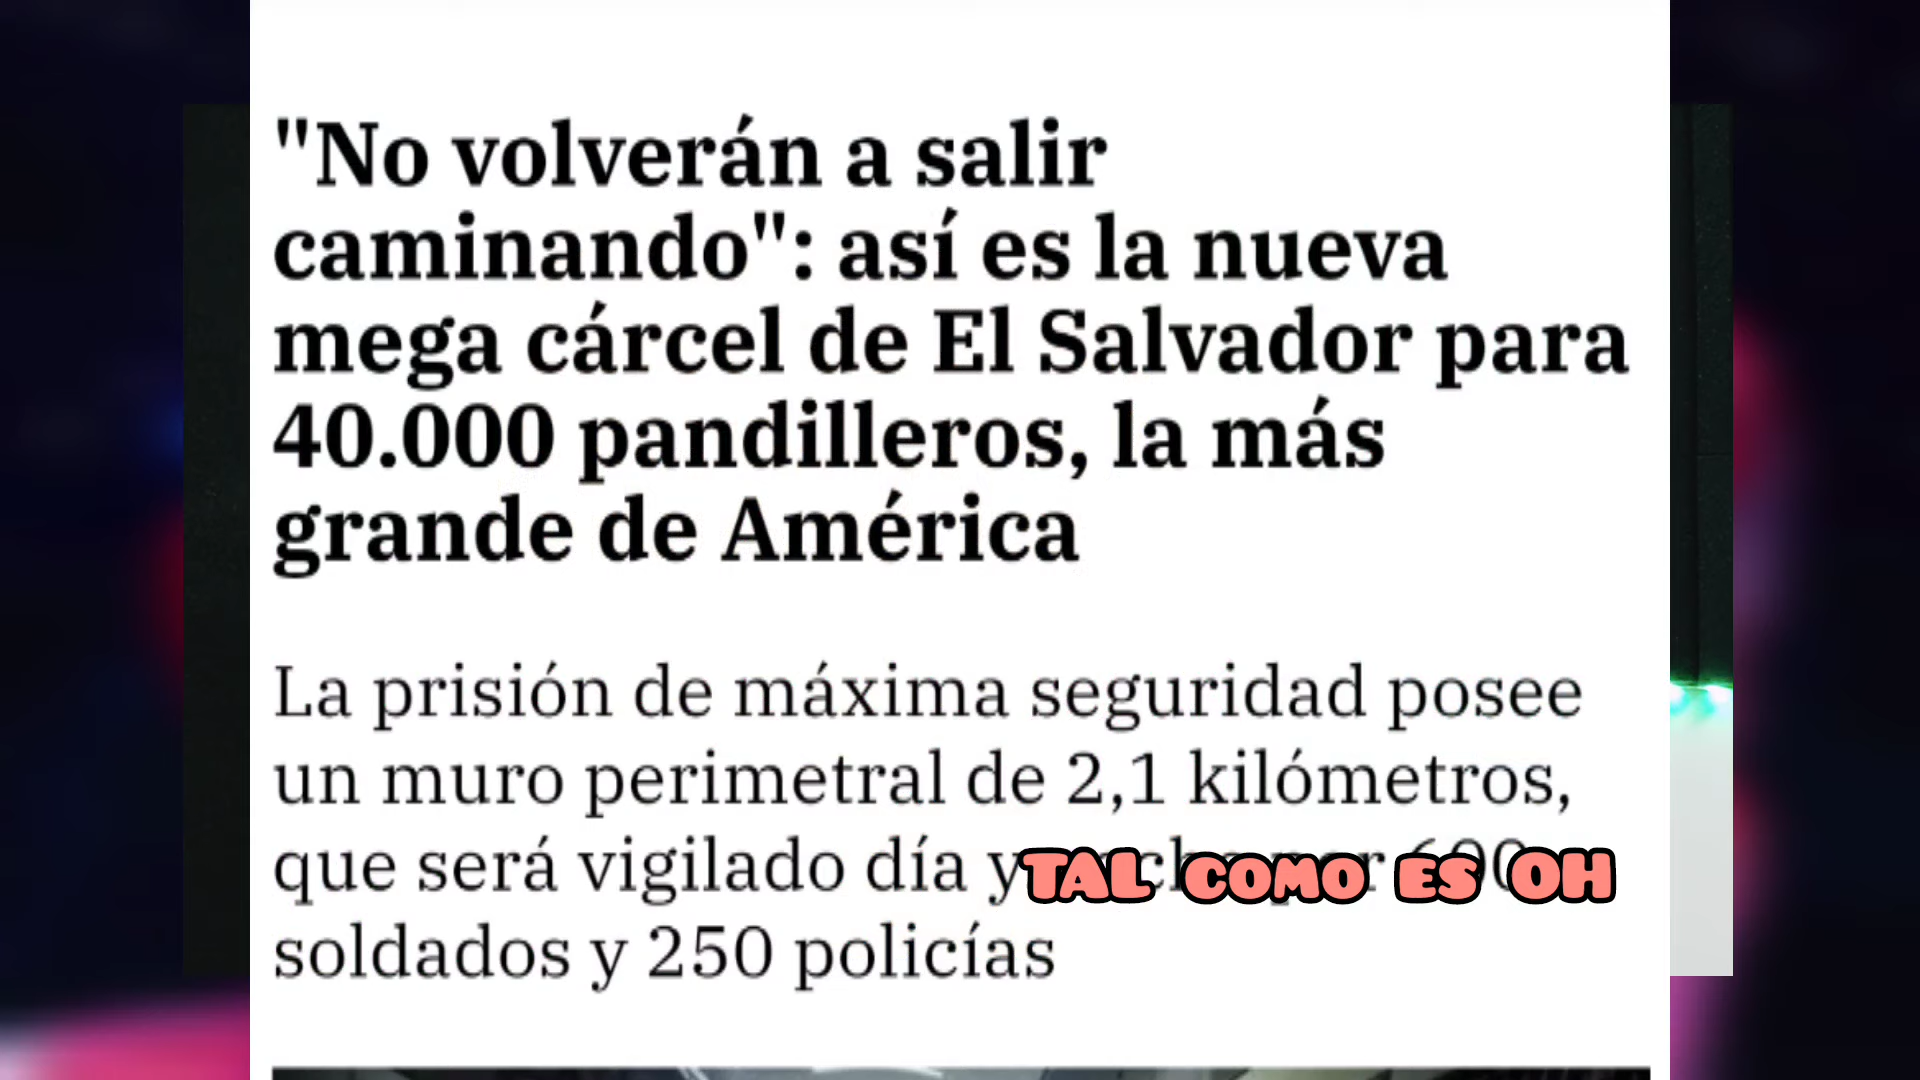 "No volverán a salir
caminando": así es la nueva
mega cárcel de El Salvador para
40.000 pandilleros, la más
grande de América
La prisión de máxima seguridad posee
un muro perimetral de 2,1 kilómetros,
que será vigilado día y
TAL COMO ES OH
soldados y 250 policías